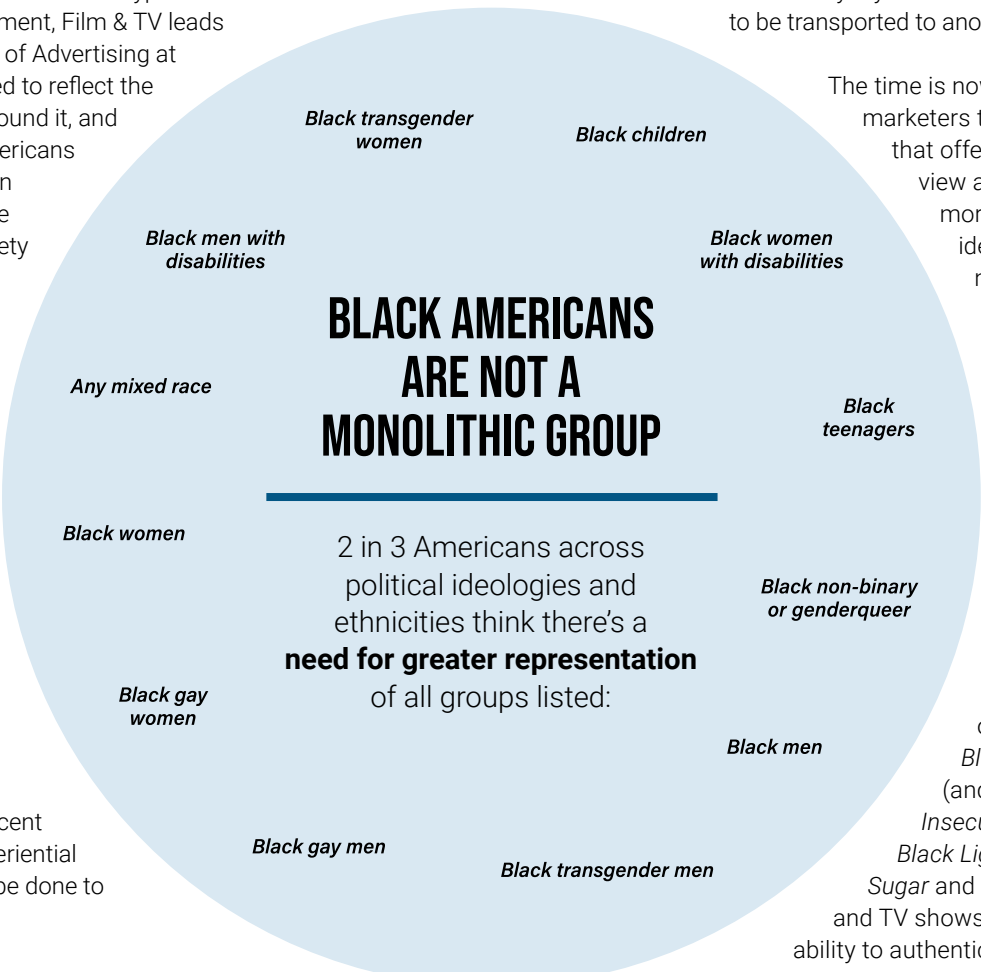 ment, Film & TV leads
of Advertising at
ed to reflect the
ound it, and
ericans
n
e
ety
cent
eriential
be done to
Black transgender
women
Black children
Black men with
disabilities
Black women
with disabilities
BLACK AMERICANS
ARE NOT A
MONOLITHIC GROUP
Any mixed race
Black
teenagers
Black women
2 in 3 Americans across
political ideologies and
ethnicities think there's a
need for greater representation
of all groups listed:
Black non-binary
or genderqueer
Black gay
women
Black men
Black gay men
Black transgender men
to be transported to ano
The time is nov
marketers t
that offe
view a
mor
ide
Bl
(and
Insecu
Black Lig
Sugar and
and TV shows
ability to authentic